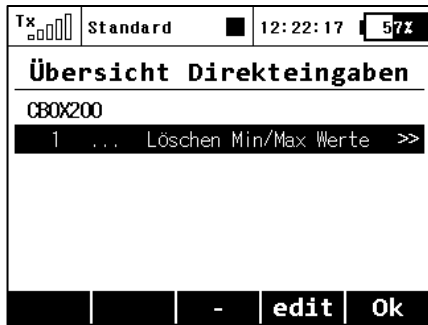 Tx Standard 12:22:17 57%
Übersicht Direkteingaben
CBOX200
1 ... Löschen Min/Max Werte >>
- edit Ok